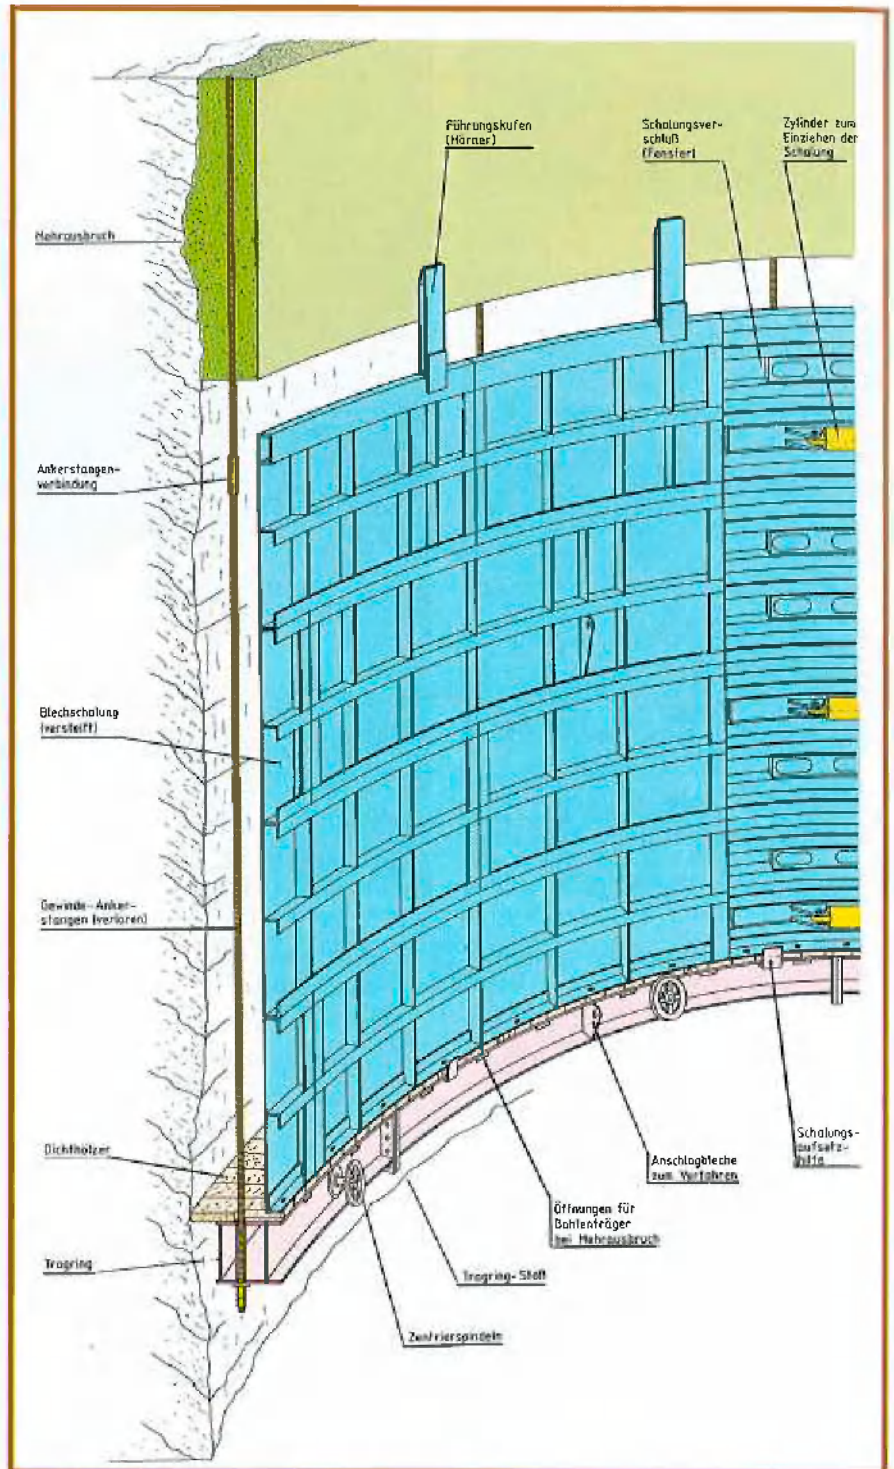 Führungskufen
(Hörner)
Schalungsver-
schluß
(Fenster)
Zylinder zum
Einziehen der
Schalung
Mehrausbruch
Ankerstangen-
verbindung
Blechschalung
(versteift)
Gewinde-Anker-
stangen (verloren)
Dichthölzer
Tragring
Schalungs-
aufsetz-
hilfe
Anschlagbleche
zum Verfahren
Öffnungen für
Bohlenträger
bei Mehrausbruch
Tragring-Stoß
Zentrierspindeln